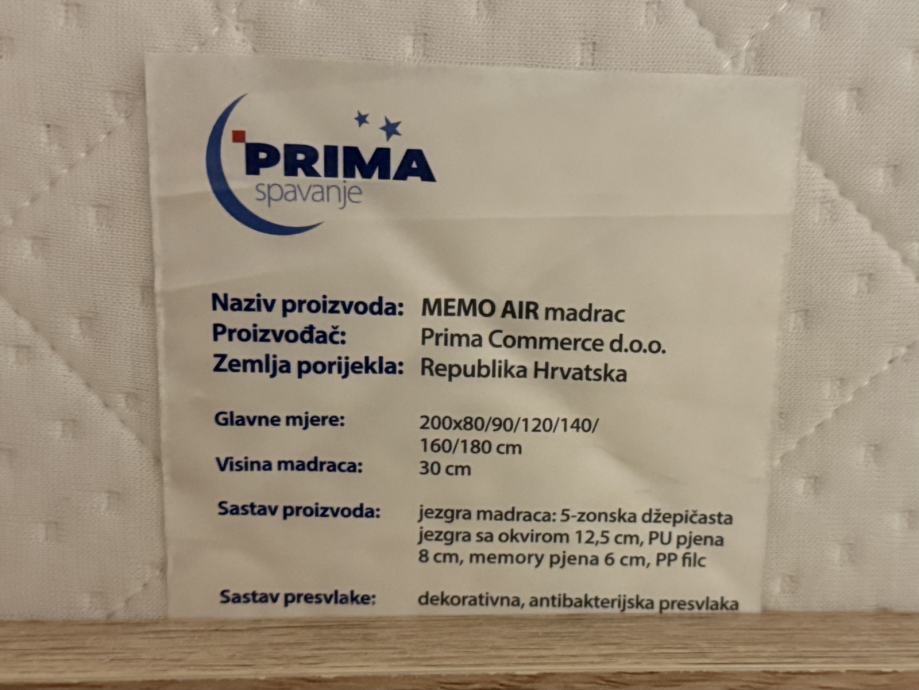 PRIMA
spavanje
Naziv proizvoda: MEMO AIR madrac
Proizvođač: Prima Commerce d.o.o.
Zemlja porijekla: Republika Hrvatska
Glavne mjere: 200x80/90/120/140/
160/180 cm
Visina madraca: 30 cm
Sastav proizvoda: jezgra madraca: 5-zonska džepičasta
jezgra sa okvirom 12,5 cm, PU pjena
8 cm, memory pjena 6 cm, PP filc
Sastav presvlake: dekorativna, antibakterijska presvlaka